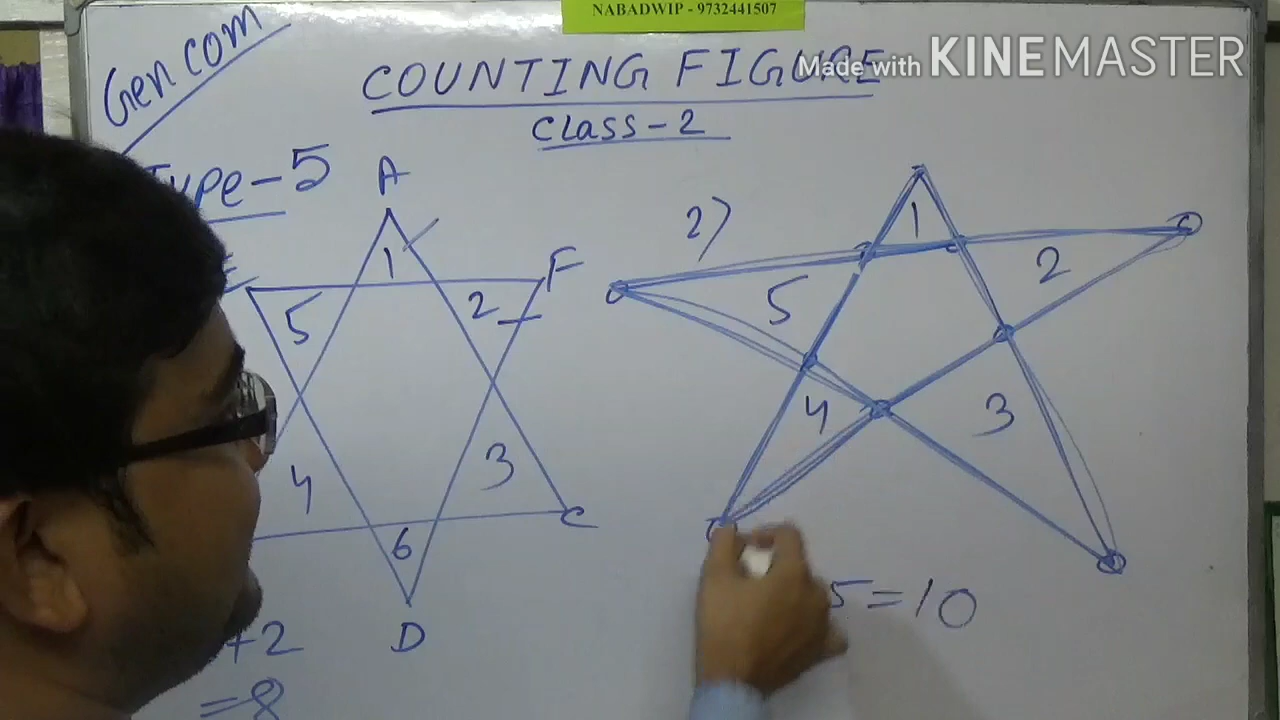 NABADWIP - 9732441507
Made with KINEMASTER
Gen com
COUNTING FIGURE
Class-2
Type-5
A
1
F
5
2
4
3
C
6
D
+2
=8
2)
1
2
5
4
3
5=10